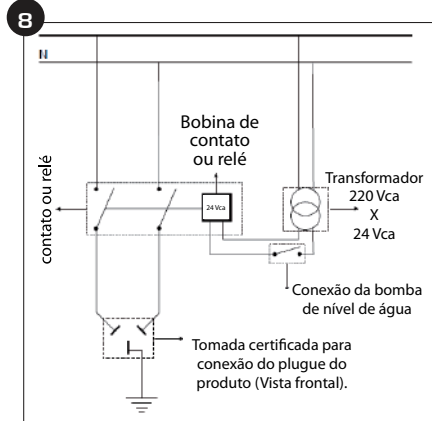 8
N
Bobina de
contato
ou relé
contato ou relé
24 Vca
Transformador
220 Vca
X
24 Vca
Conexão da bomba
de nível de água
Tomada certificada para
conexão do plugue do
produto (Vista frontal).